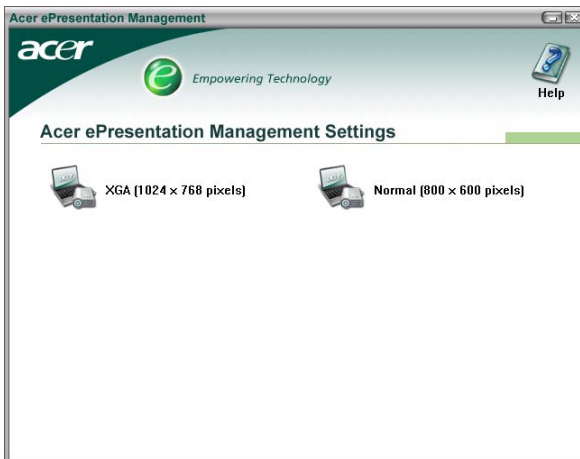 Acer ePresentation Management
acer
e
Empowering Technology
Help
Acer ePresentation Management Settings
XGA (1024 x 768 pixels)
Normal (800 x 600 pixels)